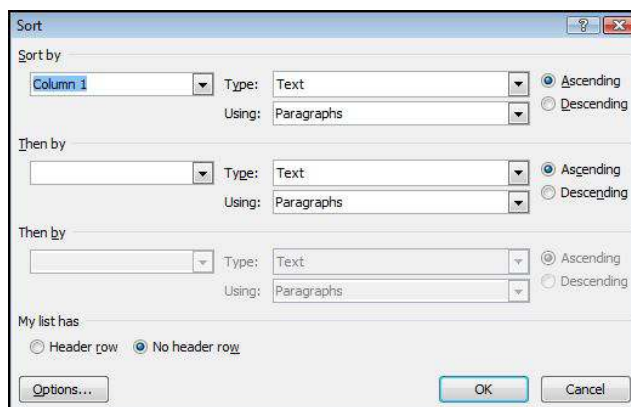 Sort
Sort by
Column 1 Type: Text Ascending
Using: Paragraphs Descending
Then by
Type: Text Ascending
Using: Paragraphs Descending
Then by
Type: Text Ascending
Using: Paragraphs Descending
My list has
Header row No header row
Options... OK Cancel